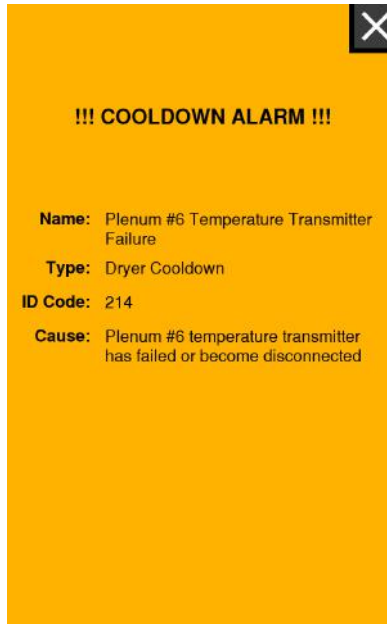 !!! COOLDOWN ALARM !!!
Name: Plenum #6 Temperature Transmitter
Failure
Type: Dryer Cooldown
ID Code: 214
Cause: Plenum #6 temperature transmitter
has failed or become disconnected